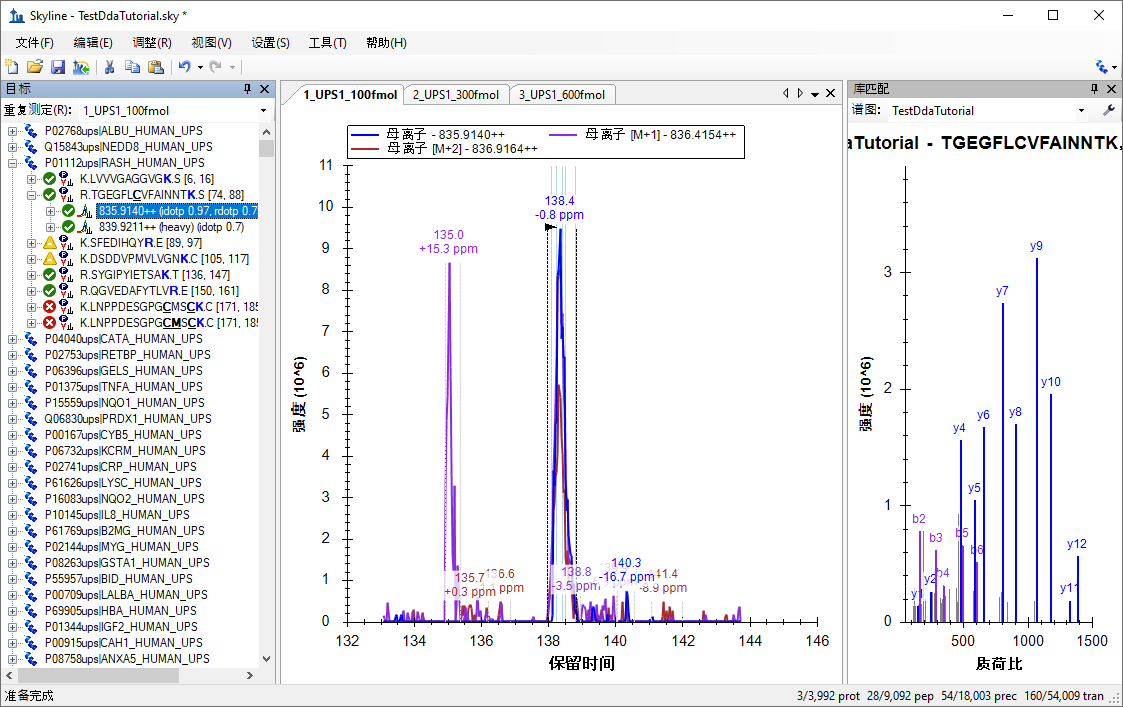 Skyline - TestDdaTutorial.sky *
文件(F) 编辑(E) 调整(R) 视图(V) 设置(S) 工具(T) 帮助(H)
目标
重复测定(R): 1_UPS1_100fmol
P02768ups|ALBU_HUMAN_UPS
Q15843ups|NEDD8_HUMAN_UPS
P01112ups|RASH_HUMAN_UPS
K.LVVVGAGGVGK.S [6, 16]
R.TGEGFLCVFAINNTK.S [74, 88]
835.9140++ (idotp 0.97, rdotp 0.7
839.9211++ (heavy) (idotp 0.7)
K.SFEDIHQYR.E [89, 97]
K.DSDDVPMVLVGNK.C [105, 117]
R.SYGIPYIETSAK.T [136, 147]
R.QGVEDAFYTLVR.E [150, 161]
K.LNPPDESGPGCMSCK.C [171, 185
K.LNPPDESGPGCMSCK.C [171, 185
P04040ups|CATA_HUMAN_UPS
P02753ups|RETBP_HUMAN_UPS
P06396ups|GELS_HUMAN_UPS
P01375ups|TNFA_HUMAN_UPS
P15559ups|NQO1_HUMAN_UPS
Q06830ups|PRDX1_HUMAN_UPS
P00167ups|CYB5_HUMAN_UPS
P06732ups|KCRM_HUMAN_UPS
P02741ups|CRP_HUMAN_UPS
P61626ups|LYSC_HUMAN_UPS
P16083ups|NQO2_HUMAN_UPS
P10145ups|IL8_HUMAN_UPS
P61769ups|B2MG_HUMAN_UPS
P02144ups|MYG_HUMAN_UPS
P08263ups|GSTA1_HUMAN_UPS
P55957ups|BID_HUMAN_UPS
P00709ups|LALBA_HUMAN_UPS
P69905ups|HBA_HUMAN_UPS
P01344ups|IGF2_HUMAN_UPS
P00915ups|CAH1_HUMAN_UPS
P08758ups|ANXA5_HUMAN_UPS
1_UPS1_100fmol 2_UPS1_300fmol 3_UPS1_600fmol
母离子 - 835.9140++ 母离子 [M+1] - 836.4154++
母离子 [M+2] - 836.9164++
强度 (10^6)
11
10
9
8
7
6
5
4
3
2
1
0
138.4
-0.8 ppm
135.0
+15.3 ppm
135.7
+0.3 ppm
138.8
-3.5 ppm
140.3
-16.7 ppm
-8.9 ppm
132 134 136 138 140 142 144 146
保留时间
库匹配
谱图: TestDdaTutorial
aTutorial - TGEGFLCVFAINNTK,
强度 (10^6)
3
2
1
0
y9
y7
y10
y8
y6
y4
y5
b2
b5
b3
b6
y12
b4
y2
y11
y1
500 1000 1500
质荷比
准备完成
3/3,992 prot 28/9,092 pep 54/18,003 prec 160/54,009 tran